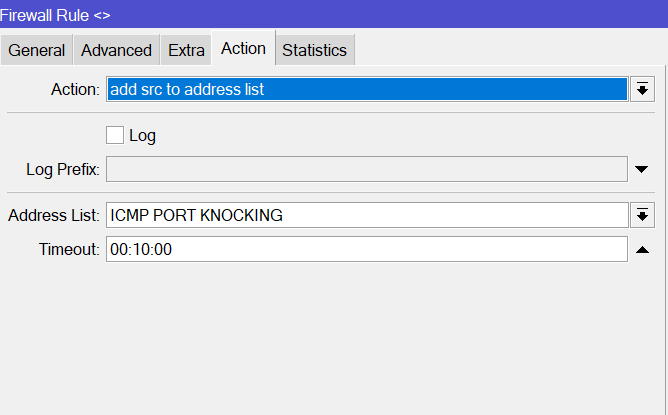 Firewall Rule <>
General Advanced Extra Action Statistics
Action: add src to address list
Log
Log Prefix:
Address List: ICMP PORT KNOCKING
Timeout: 00:10:00